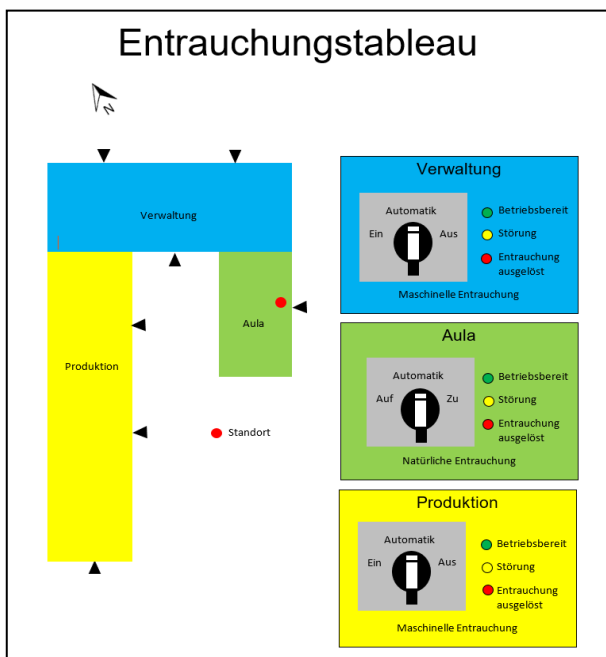 Entrauchungstableau
N
Verwaltung
Aula
Produktion
Standort
Verwaltung
Automatik
Ein
Aus
Betriebsbereit
Störung
Entrauchung
ausgelöst
Maschinelle Entrauchung
Aula
Automatik
Auf
Zu
Betriebsbereit
Störung
Entrauchung
ausgelöst
Natürliche Entrauchung
Produktion
Automatik
Ein
Aus
Betriebsbereit
Störung
Entrauchung
ausgelöst
Maschinelle Entrauchung